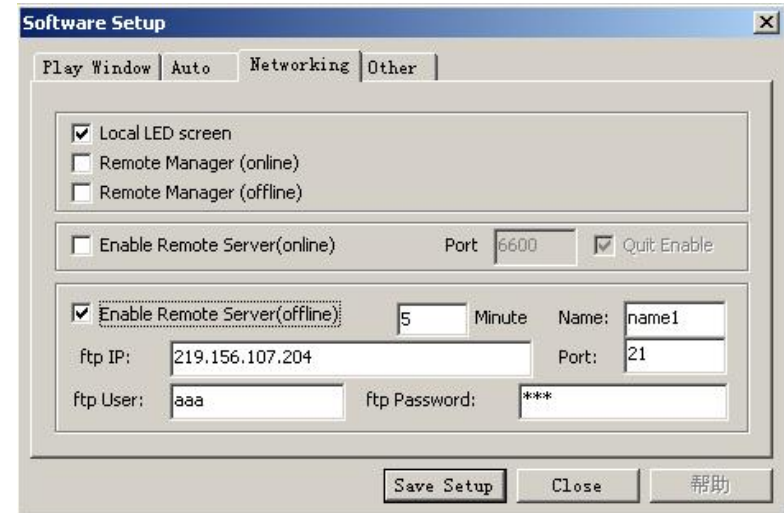 Software Setup
Play Window Auto Networking Other
Local LED screen
Remote Manager (online)
Remote Manager (offline)
Enable Remote Server(online) Port 6600 Quit Enable
Enable Remote Server(offline) 5 Minute Name: name1
ftp IP: 219.156.107.204 Port: 21
ftp User: aaa ftp Password: ***
Save Setup Close 帮助